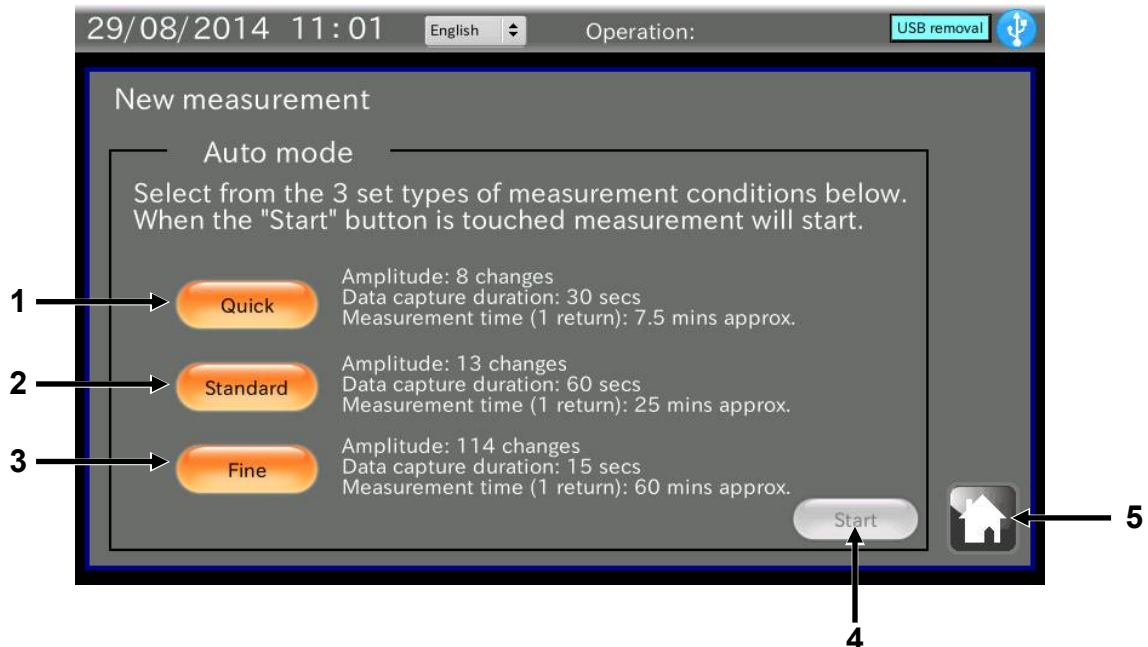 29/08/2014 11:01 English Operation: USB removal
New measurement
Auto mode
Select from the 3 set types of measurement conditions below.
When the "Start" button is touched measurement will start.
1
Quick
Amplitude: 8 changes
Data capture duration: 30 secs
Measurement time (1 return): 7.5 mins approx.
2
Standard
Amplitude: 13 changes
Data capture duration: 60 secs
Measurement time (1 return): 25 mins approx.
3
Fine
Amplitude: 114 changes
Data capture duration: 15 secs
Measurement time (1 return): 60 mins approx.
Start
5
4